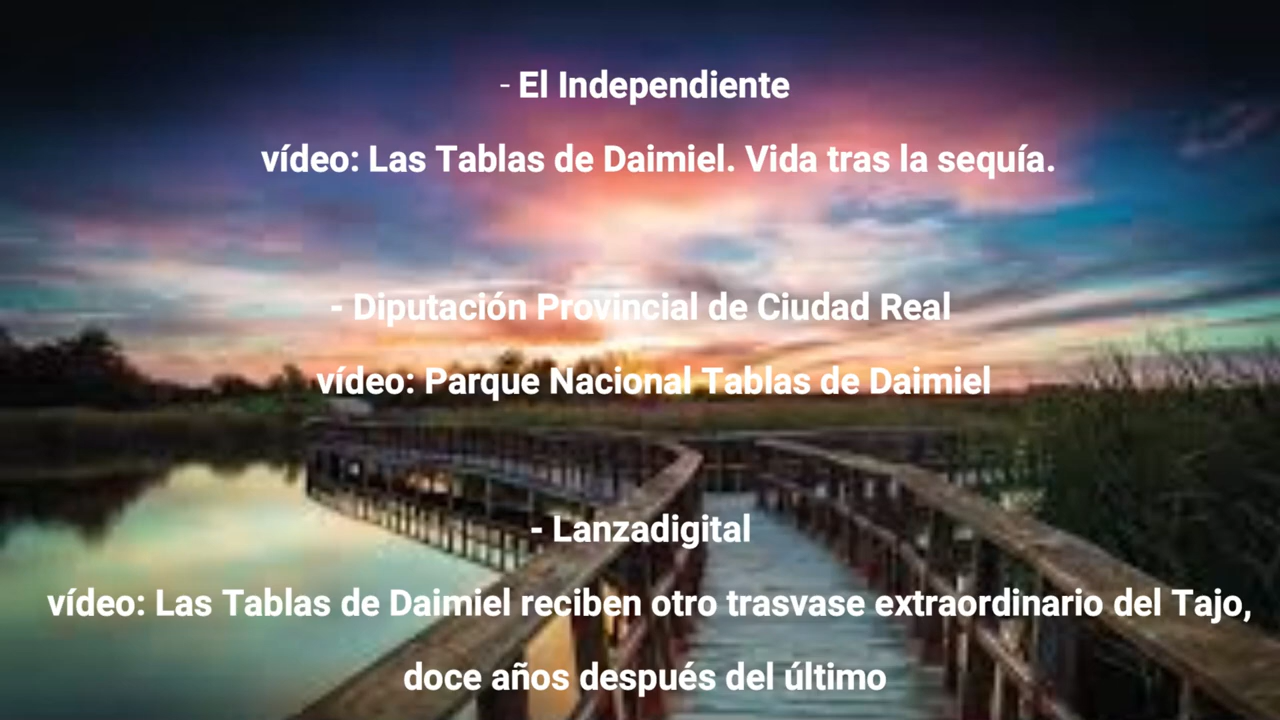 - El Independiente
vídeo: Las Tablas de Daimiel. Vida tras la sequía.
- Diputación Provincial de Ciudad Real
vídeo: Parque Nacional Tablas de Daimiel
- Lanzadigital
vídeo: Las Tablas de Daimiel reciben otro trasvase extraordinario del Tajo,
doce años después del último